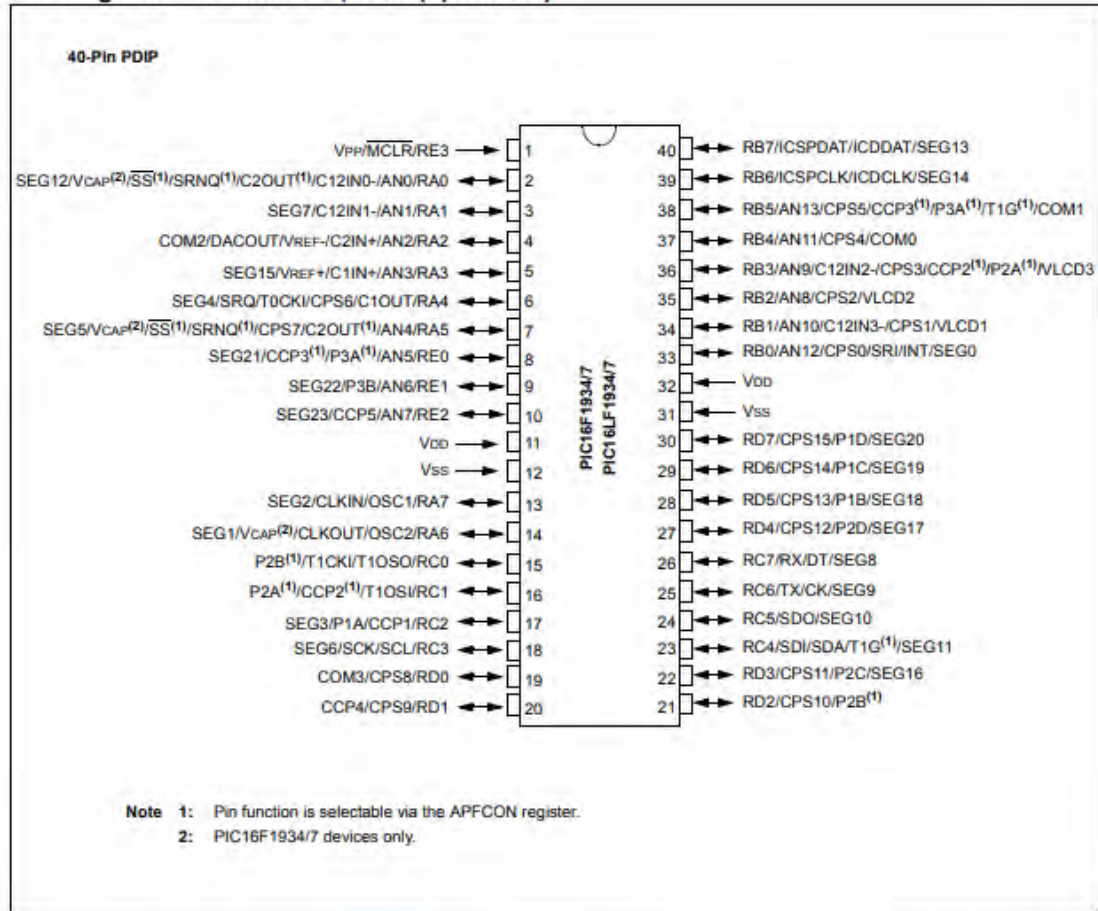 40-Pin PDIP
VPP/MCLR/RE3
1
SEG12/VCAP(2)/SS(1)/SRNQ(1)/C2OUT(1)/C12IN0-/AN0/RA0
2
SEG7/C12IN1-/AN1/RA1
3
COM2/DACOUT/VREF-/C2IN+/AN2/RA2
4
SEG15/VREF+/C1IN+/AN3/RA3
5
SEG4/SRQ/T0CKI/CPS6/C1OUT/RA4
6
SEG5/VCAP(2)/SS(1)/SRNQ(1)/CPS7/C2OUT(1)/AN4/RA5
7
SEG21/CCP3(1)/P3A(1)/AN5/RE0
8
SEG22/P3B/AN6/RE1
9
SEG23/CCP5/AN7/RE2
10
VDD
11
VSS
12
SEG2/CLKIN/OSC1/RA7
13
SEG1/VCAP(2)/CLKOUT/OSC2/RA6
14
P2B(1)/T1CKI/T1OSO/RC0
15
P2A(1)/CCP2(1)/T1OSI/RC1
16
SEG3/P1A/CCP1/RC2
17
SEG6/SCK/SCL/RC3
18
COM3/CPS8/RD0
19
CCP4/CPS9/RD1
20
PIC16F1934/7
PIC16LF1934/7
40
RB7/ICSPDAT/ICDDAT/SEG13
39
RB6/ICSPCLK/ICDCLK/SEG14
38
RB5/AN13/CPS5/CCP3(1)/P3A(1)/T1G(1)/COM1
37
RB4/AN11/CPS4/COM0
36
RB3/AN9/C12IN2-/CPS3/CCP2(1)/P2A(1)/VLCD3
35
RB2/AN8/CPS2/VLCD2
34
RB1/AN10/C12IN3-/CPS1/VLCD1
33
RB0/AN12/CPS0/SRI/INT/SEG0
32
VDD
31
Vss
30
RD7/CPS15/P1D/SEG20
29
RD6/CPS14/P1C/SEG19
28
RD5/CPS13/P1B/SEG18
27
RD4/CPS12/P2D/SEG17
26
RC7/RX/DT/SEG8
25
RC6/TX/CK/SEG9
24
RC5/SDO/SEG10
23
RC4/SDI/SDA/T1G(1)/SEG11
22
RD3/CPS11/P2C/SEG16
21
RD2/CPS10/P2B(1)
Note 1: Pin function is selectable via the APFCON register.
2: PIC16F1934/7 devices only.